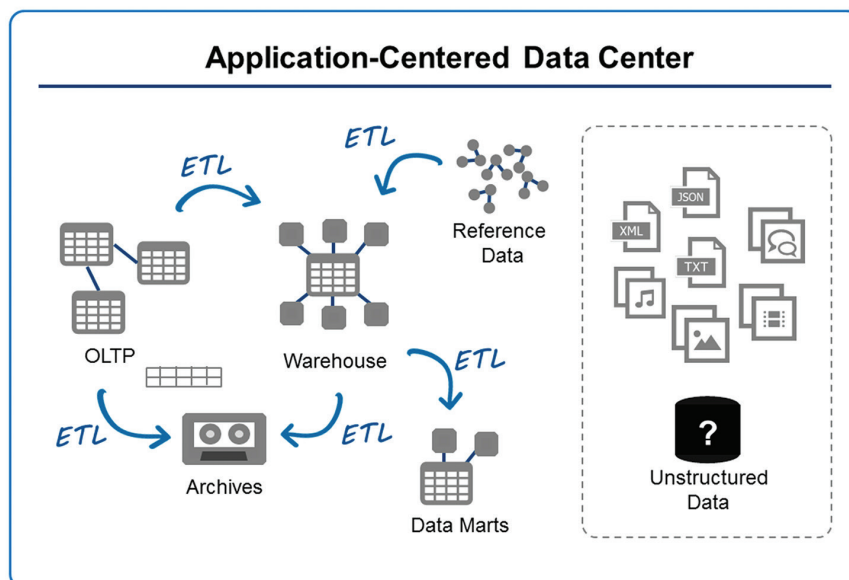 Application-Centered Data Center
ETL
ETL
Reference
Data
OLTP
Warehouse
ETL
ETL
ETL
Archives
Data Marts
JSON
XML
TXT
?
Unstructured
Data